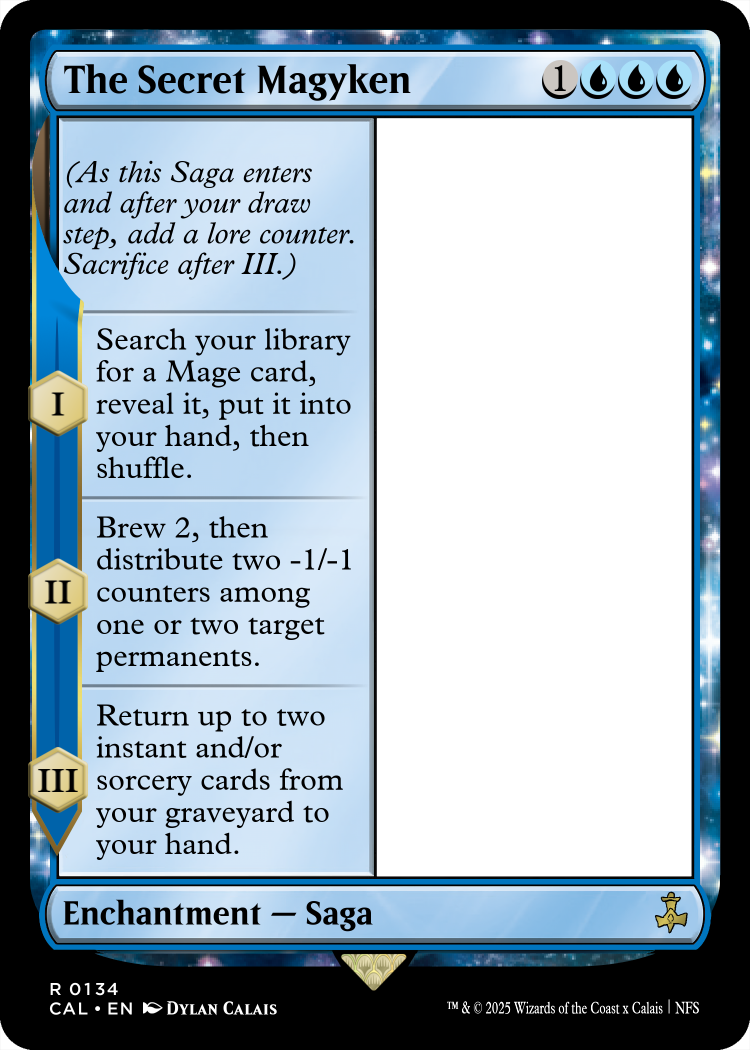 The Secret Magyken 1
(As this Saga enters
and after your draw
step, add a lore counter.
Sacrifice after III.)
I
Search your library
for a Mage card,
reveal it, put it into
your hand, then
shuffle.
II
Brew 2, then
distribute two -1/-1
counters among
one or two target
permanents.
III
Return up to two
instant and/or
sorcery cards from
your graveyard to
your hand.
Enchantment — Saga
R 0134
CAL • EN DYLAN CALAIS
™ & © 2025 Wizards of the Coast x Calais | NFS